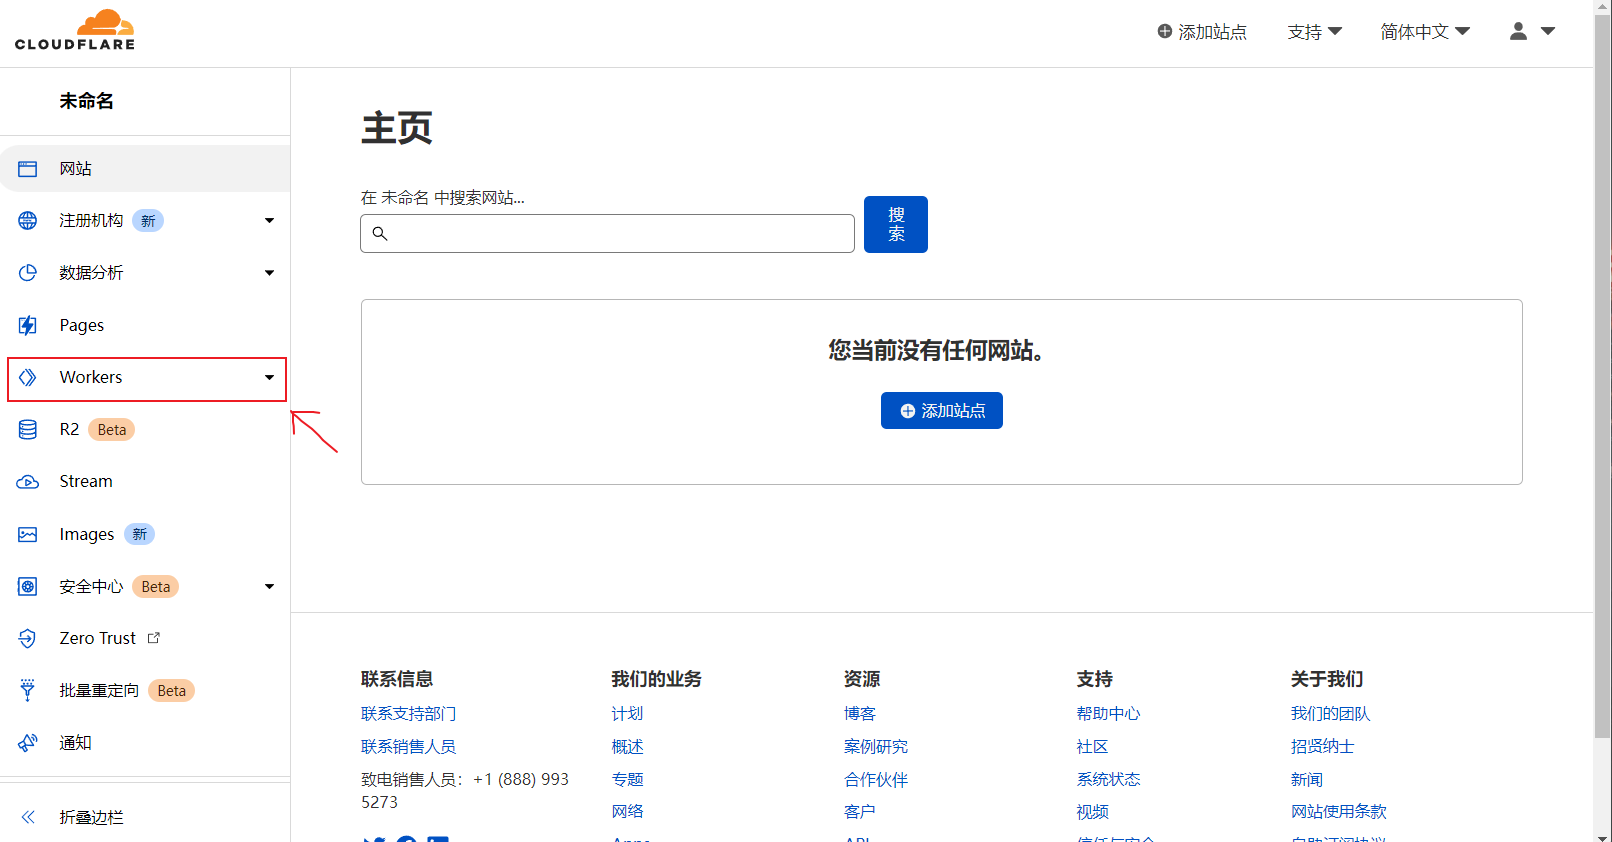 CLOUDFLARE
添加站点
支持
简体中文
未命名
网站
注册机构 新
数据分析
Pages
Workers
R2 Beta
Stream
Images 新
安全中心 Beta
Zero Trust
批量重定向 Beta
通知
折叠边栏
主页
在 未命名 中搜索网站...
搜
索
您当前没有任何网站。
添加站点
联系信息
联系支持部门
联系销售人员
致电销售人员：+1 (888) 993
5273
我们的业务
计划
概述
专题
网络
资源
博客
案例研究
合作伙伴
客户
支持
帮助中心
社区
系统状态
视频
关于我们
我们的团队
招贤纳士
新闻
网站使用条款